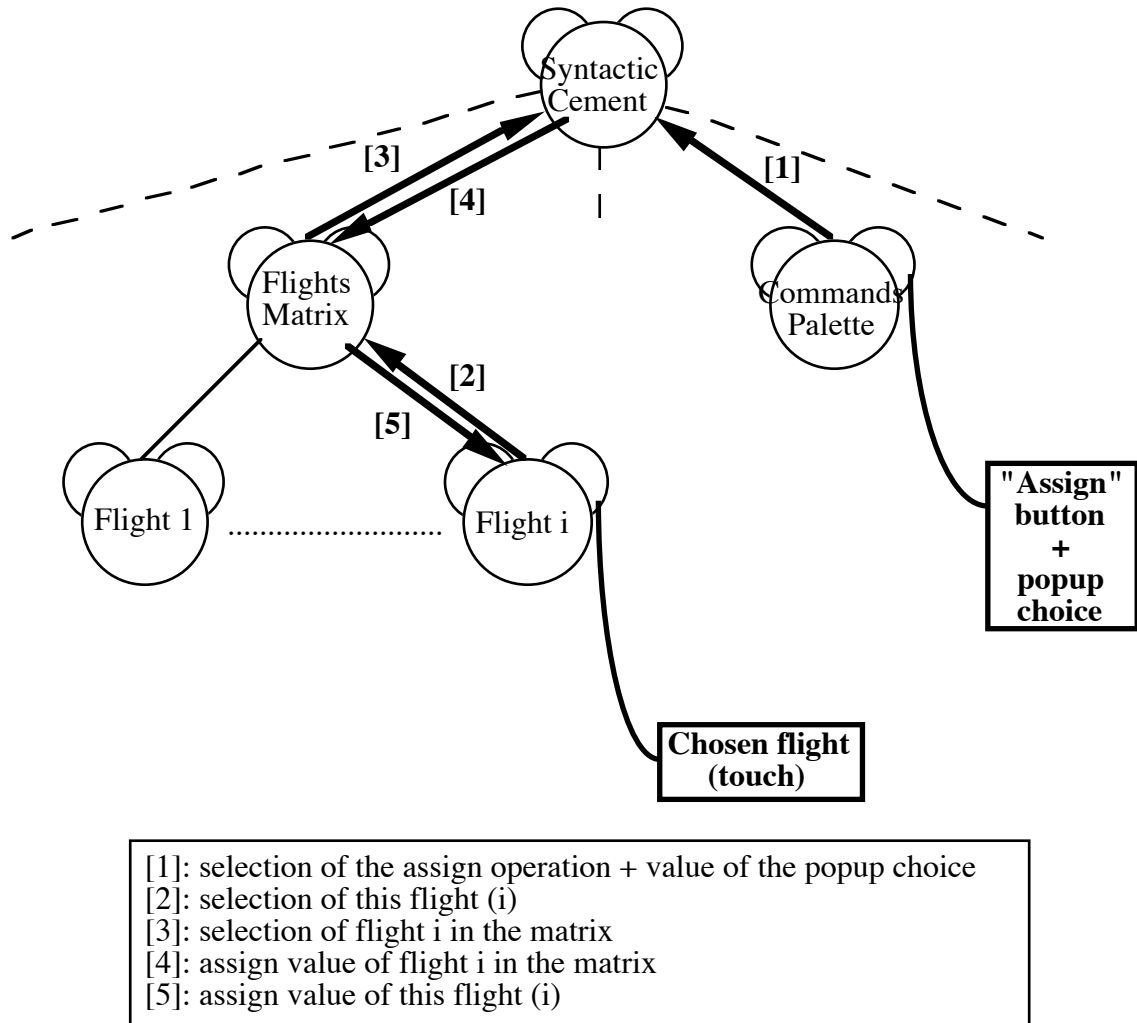 Syntactic
Cement
[3]
[1]
[4]
Flights
Matrix
Commands
Palette
[2]
[5]
Flight 1
...........................
Flight i
"Assign"
button
+
popup
choice
Chosen flight
(touch)
[1]: selection of the assign operation + value of the popup choice
[2]: selection of this flight (i)
[3]: selection of flight i in the matrix
[4]: assign value of flight i in the matrix
[5]: assign value of this flight (i)